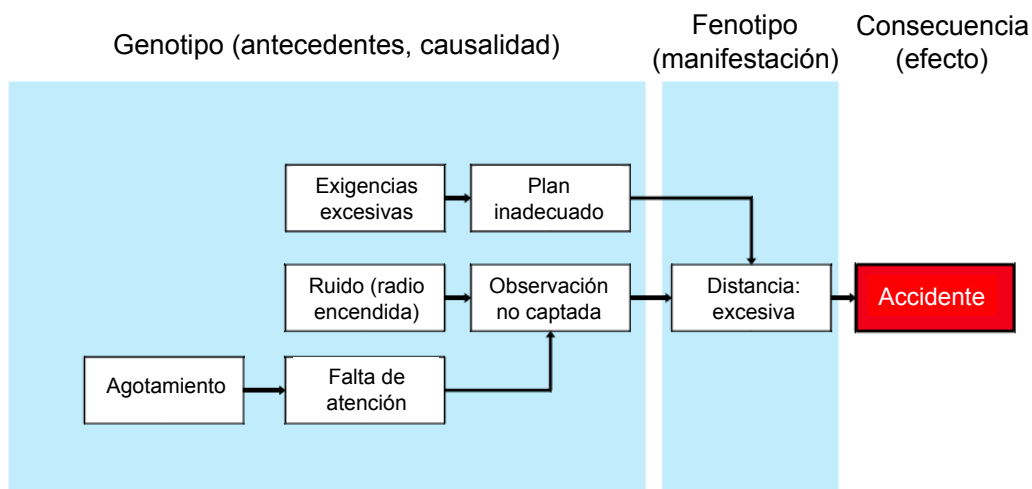 Genotipo (antecedentes, causalidad)
Fenotipo
(manifestación)
Consecuencia
(efecto)
Exigencias
excesivas
Plan
inadecuado
Ruido (radio
encendida)
Observación
no captada
Distancia:
excesiva
Accidente
Agotamiento
Falta de
atención